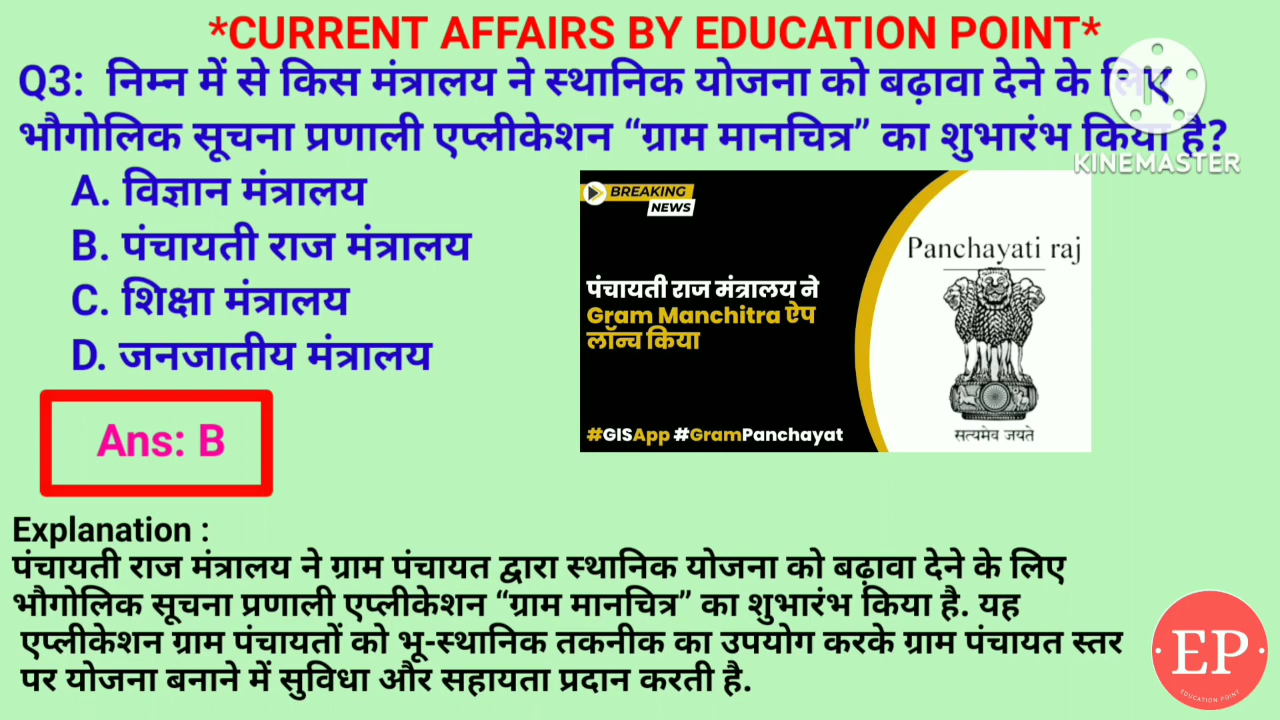 *CURRENT AFFAIRS BY EDUCATION POINT*
Q3: निम्न में से किस मंत्रालय ने स्थानिक योजना को बढ़ावा देने के लिए
भौगोलिक सूचना प्रणाली एप्लीकेशन “ग्राम मानचित्र” का शुभारंभ किया है?
K
KINEMASTER
A. विज्ञान मंत्रालय
B. पंचायती राज मंत्रालय
C. शिक्षा मंत्रालय
D. जनजातीय मंत्रालय
BREAKING
NEWS
पंचायती राज मंत्रालय ने
Gram Manchitra ऐप
लॉन्च किया
#GISApp #GramPanchayat
Panchayati raj
सत्यमेव जयते
Ans: B
Explanation :
पंचायती राज मंत्रालय ने ग्राम पंचायत द्वारा स्थानिक योजना को बढ़ावा देने के लिए
भौगोलिक सूचना प्रणाली एप्लीकेशन “ग्राम मानचित्र” का शुभारंभ किया है. यह
एप्लीकेशन ग्राम पंचायतों को भू-स्थानिक तकनीक का उपयोग करके ग्राम पंचायत स्तर
पर योजना बनाने में सुविधा और सहायता प्रदान करती है.
EP
EDUCATION POINT